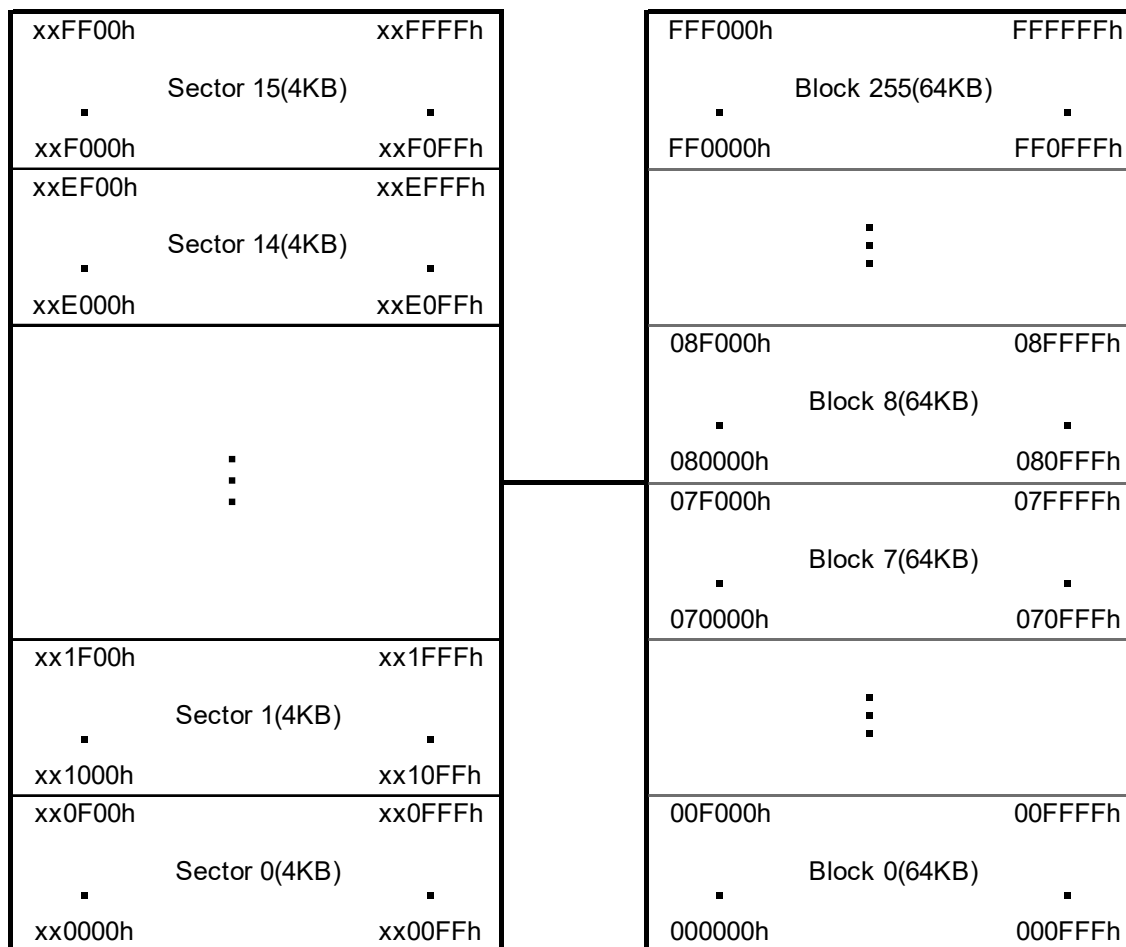 xxFF00h xxFFFFh
Sector 15(4KB)
xxF000h xxF0FFh
xxEF00h xxEFFFh
Sector 14(4KB)
xxE000h xxE0FFh
xx1F00h xx1FFFh
Sector 1(4KB)
xx1000h xx10FFh
xx0F00h xx0FFFh
Sector 0(4KB)
xx0000h xx00FFh
FFF000h FFFFFFh
Block 255(64KB)
FF0000h FF0FFFh
08F000h 08FFFFh
Block 8(64KB)
080000h 080FFFh
07F000h 07FFFFh
Block 7(64KB)
070000h 070FFFh
00F000h 00FFFFh
Block 0(64KB)
000000h 000FFFh